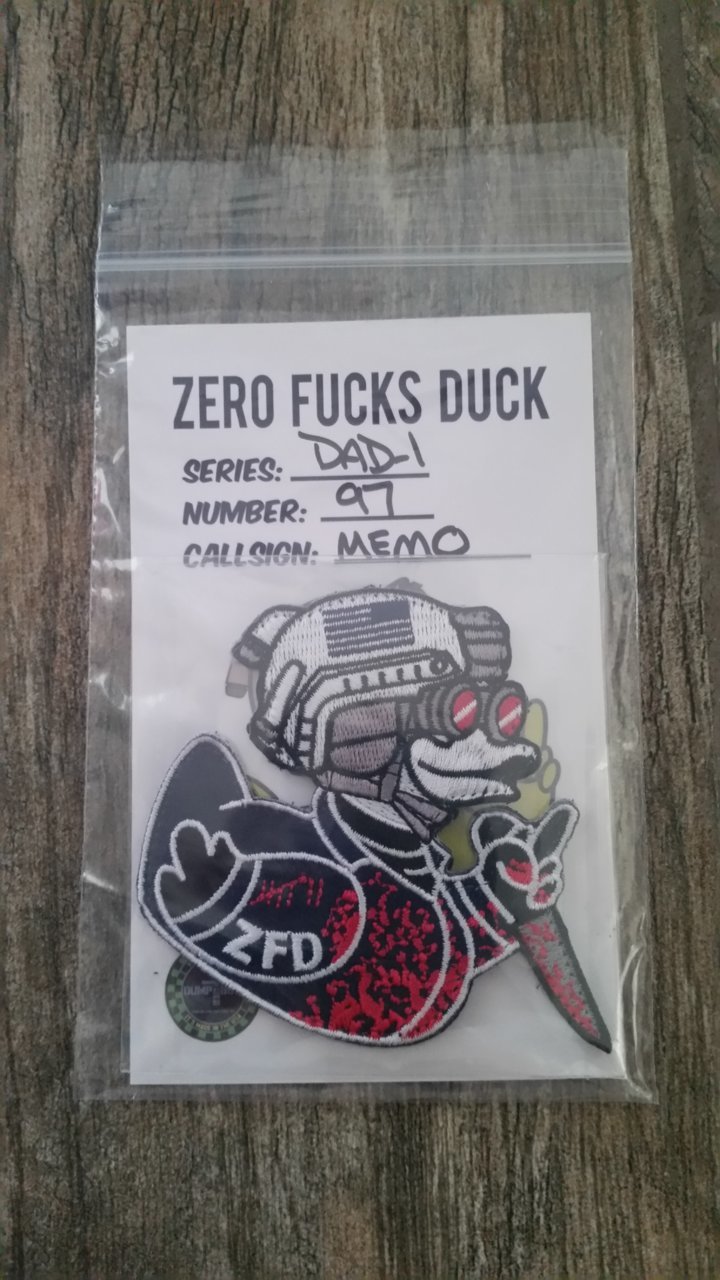 ZERO FUCKS DUCK
SERIES: DAD-1
NUMBER: 97
CALLSIGN: MEMO
ZFD